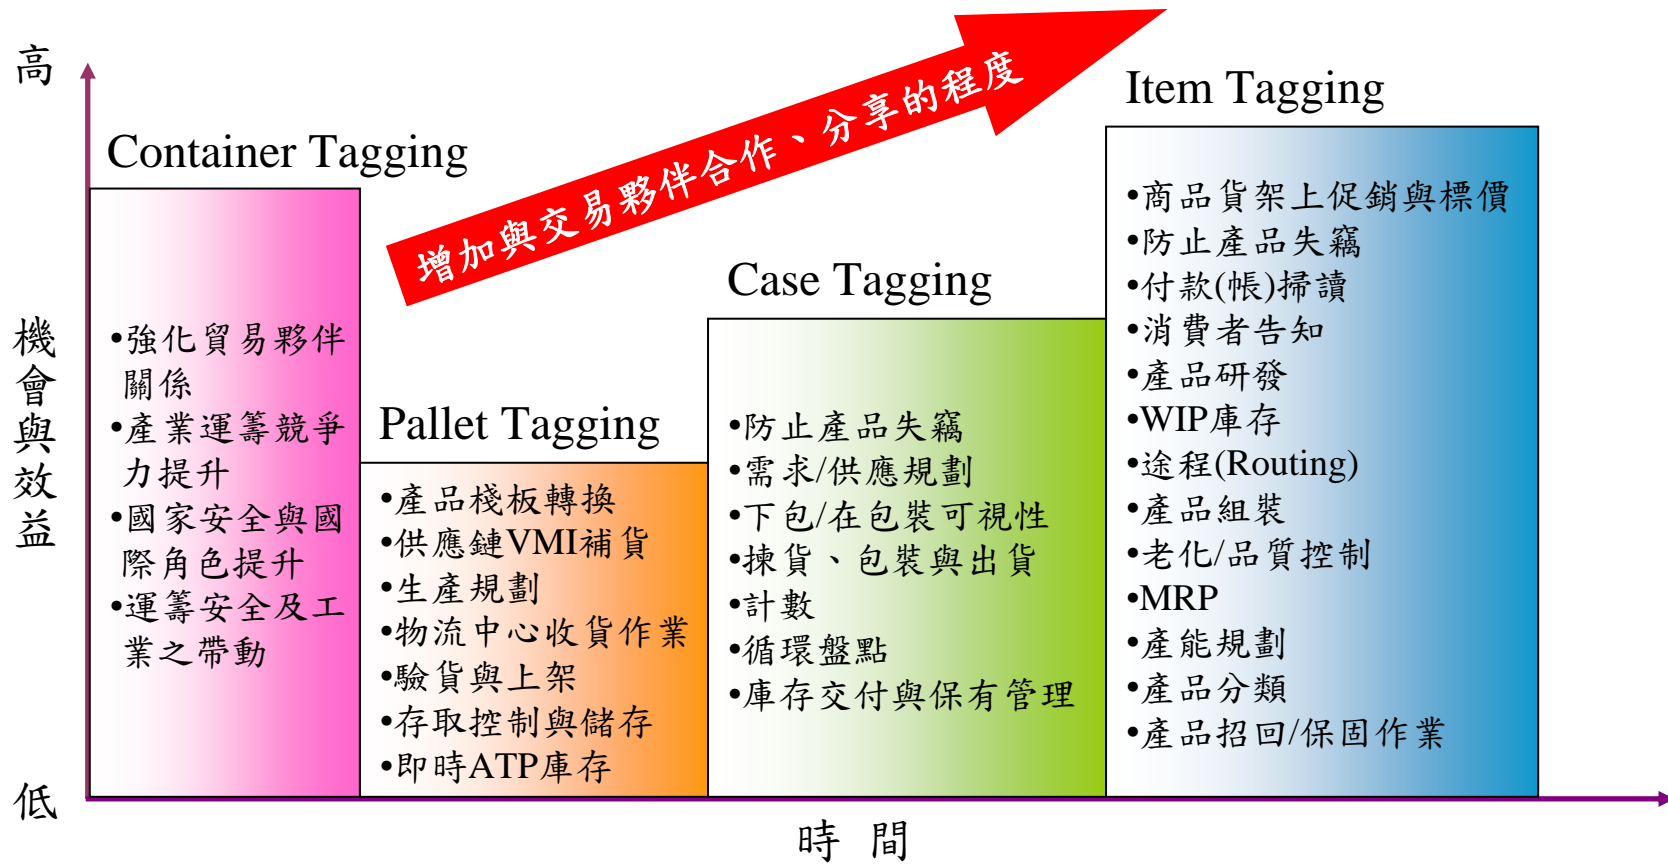 高
機會與效益
低
時 間
增加與交易夥伴合作、分享的程度
Container Tagging
•強化貿易夥伴
關係
•產業運籌競爭
力提升
•國家安全與國
際角色提升
•運籌安全及工
業之帶動
Pallet Tagging
•產品棧板轉換
•供應鏈VMI補貨
•生產規劃
•物流中心收貨作業
•驗貨與上架
•存取控制與儲存
•即時ATP庫存
Case Tagging
•防止產品失竊
•需求/供應規劃
•下包/在包裝可視性
•揀貨、包裝與出貨
•計數
•循環盤點
•庫存交付與保有管理
Item Tagging
•商品貨架上促銷與標價
•防止產品失竊
•付款(帳)掃讀
•消費者告知
•產品研發
•WIP庫存
•途程(Routing)
•產品組裝
•老化/品質控制
•MRP
•產能規劃
•產品分類
•產品招回/保固作業